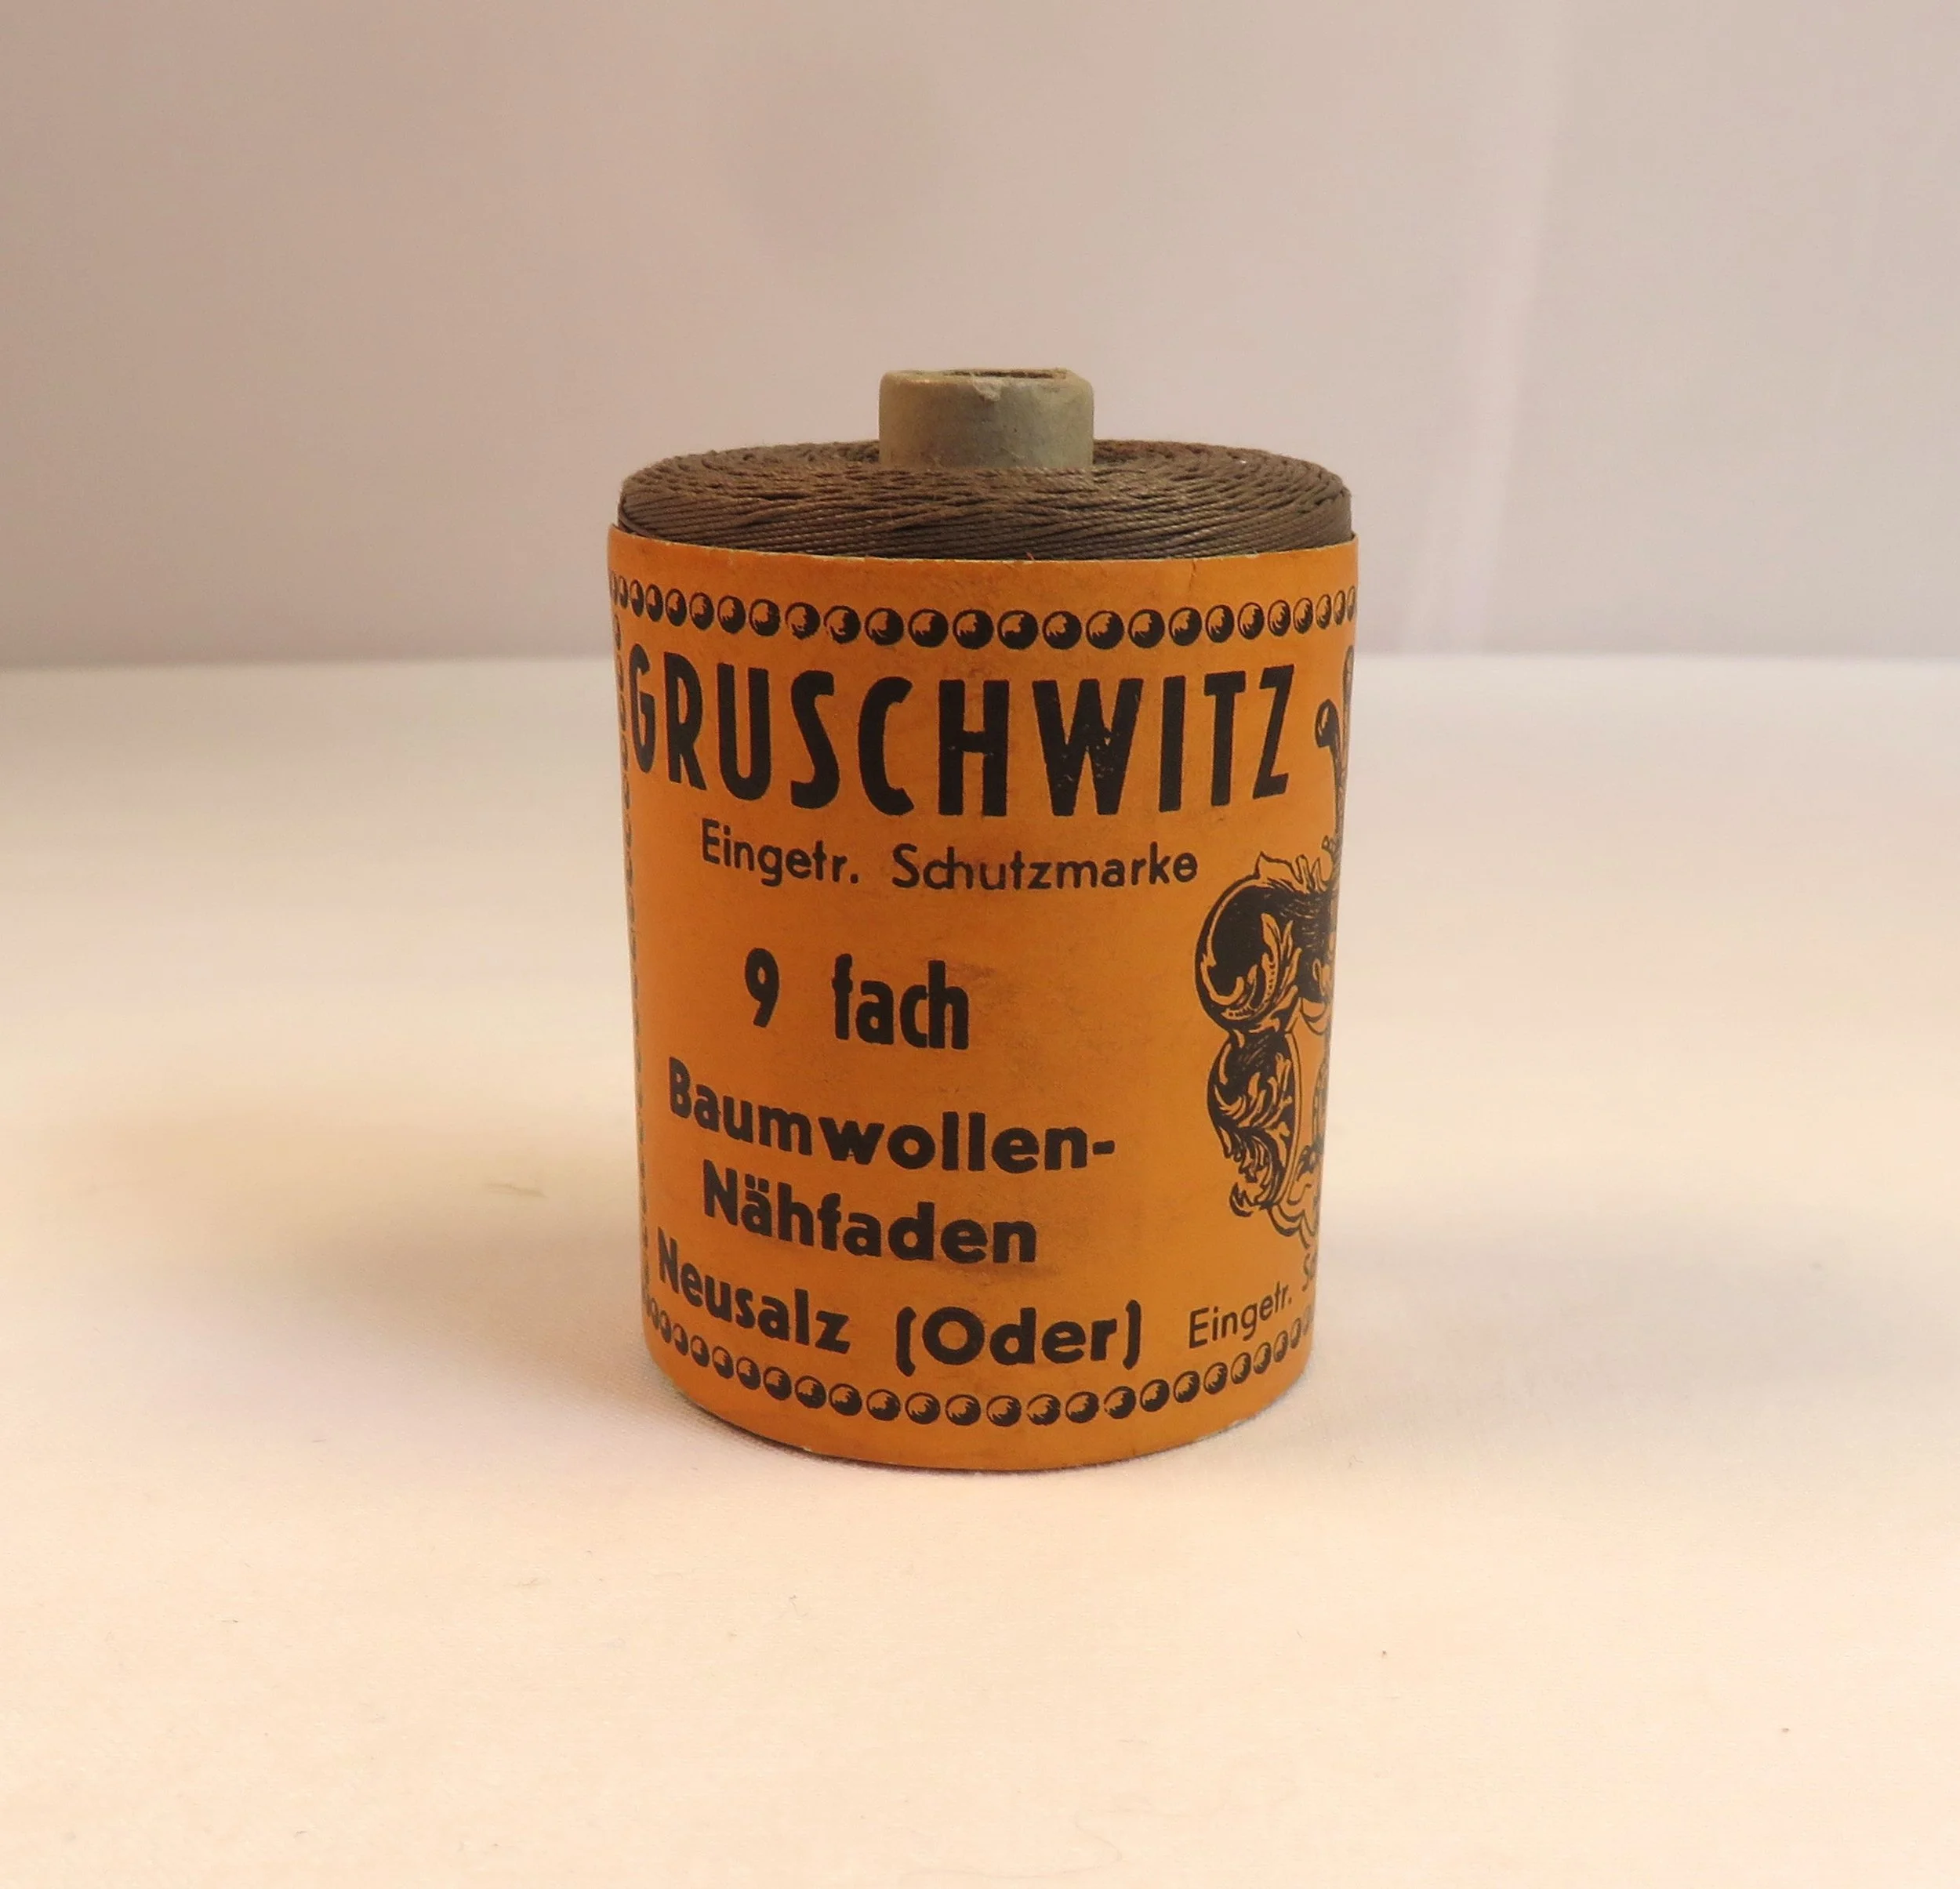 GRUSCHWITZ
Eingetr. Schutzmarke
9 fach
Baumwollen-
Nähfaden
Neusalz (Oder)
Eingetr.